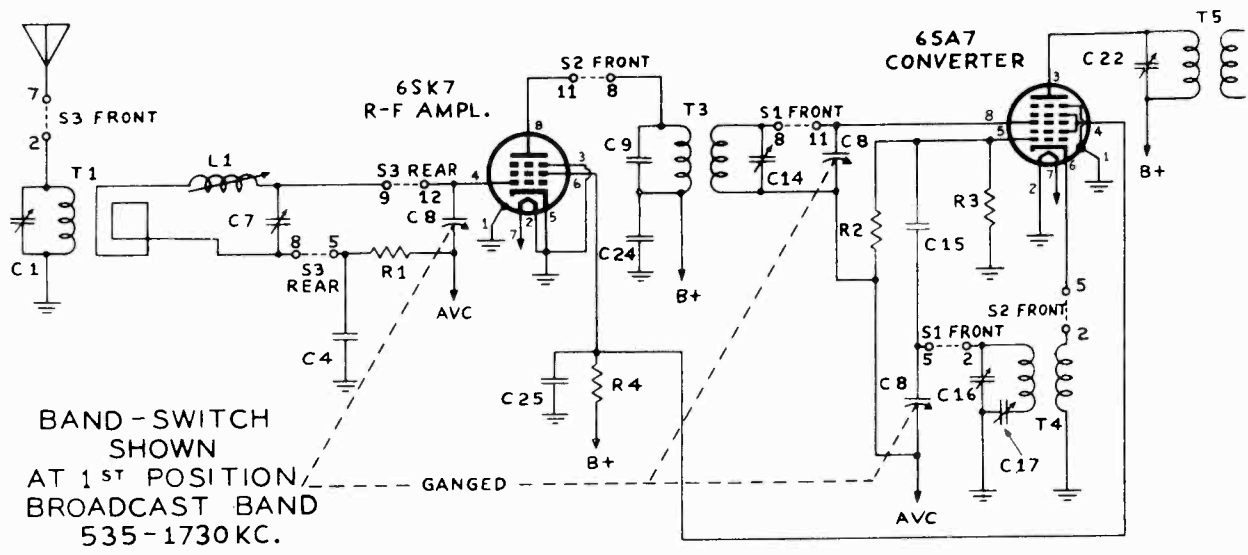 T5
6SA7
CONVERTER
C22
B+
3
8
5
4
1
2
7
6
6SK7
R-F AMPL.
S2 FRONT
11 8
8
3
6
4
1
7
2
5
7
S3 FRONT
2
T1
C1
L1
C7
S3 REAR
9 12
C8
8 5
S3
REAR
R1
AVC
C4
C9
T3
C24
B+
S1 FRONT
8 11
C8
C14
R2
C15
R3
5
S2 FRONT
2
S1 FRONT
5 2
C8
C16
T4
C17
AVC
C25
R4
B+
GANGED
BAND-SWITCH
SHOWN
AT 1ST POSITION
BROADCAST BAND
535-1730KC.